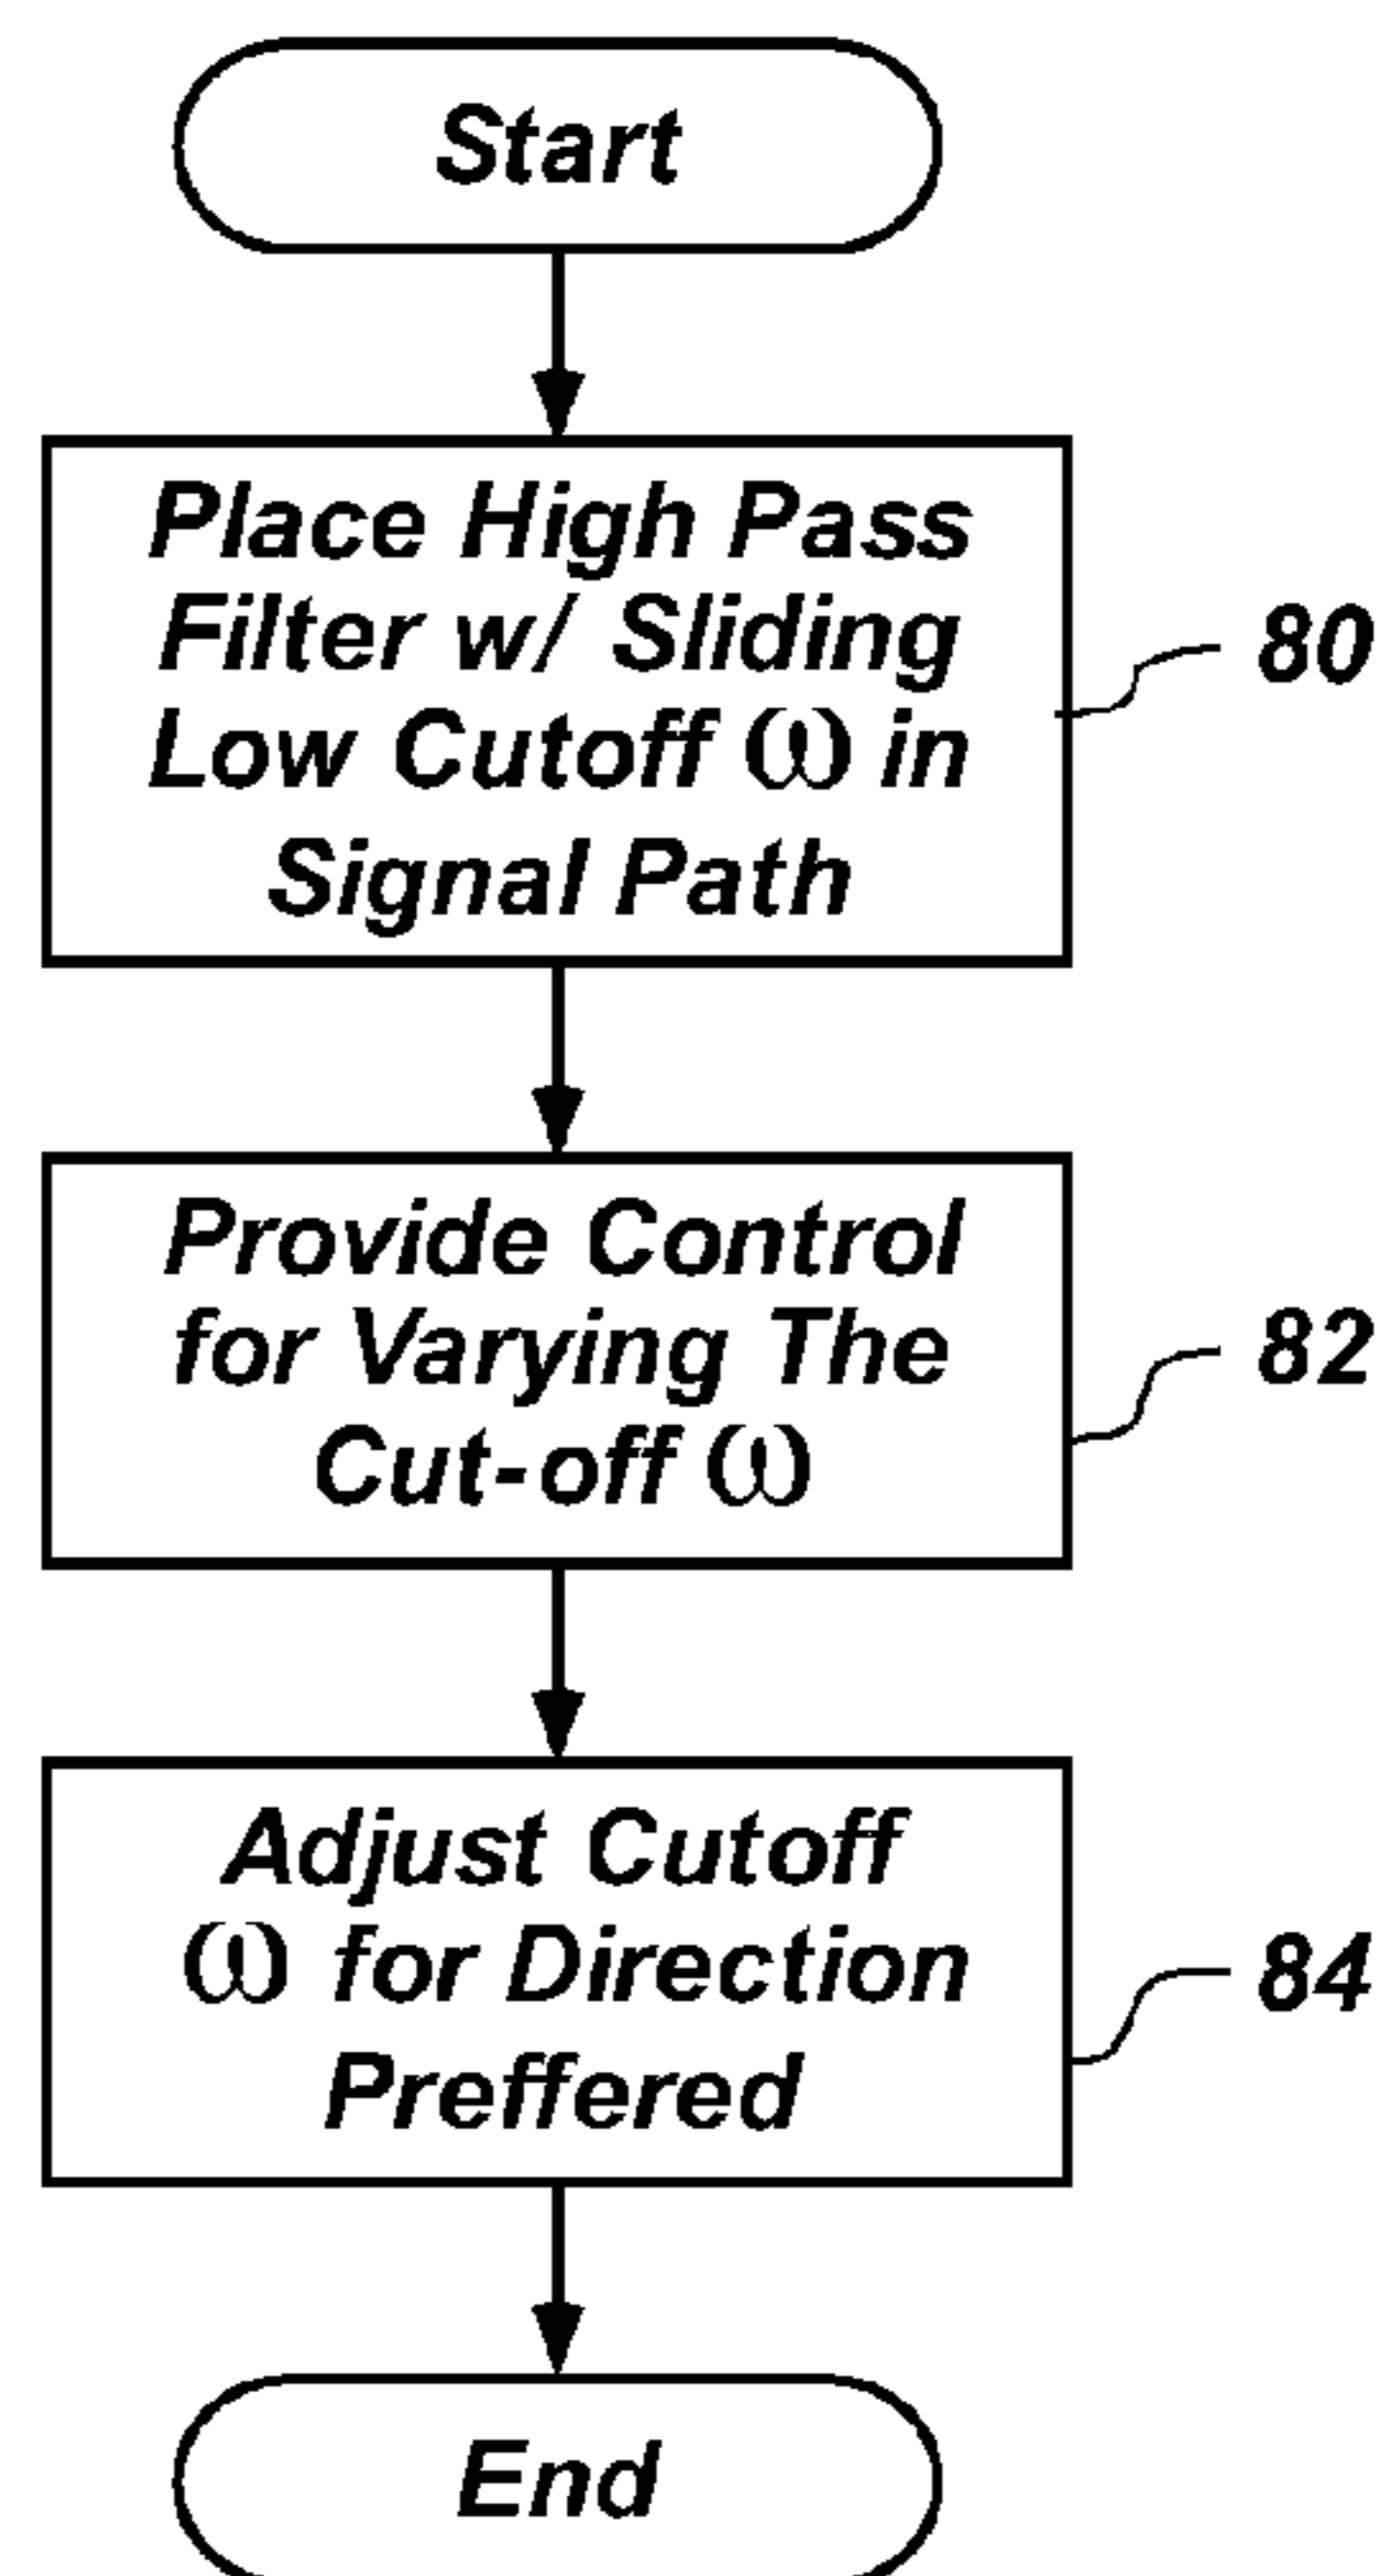 Start
Place High Pass
Filter w/ Sliding
Low Cutoff ω in
Signal Path
80
Provide Control
for Varying The
Cut-off ω
82
Adjust Cutoff
ω for Direction
Preffered
84
End